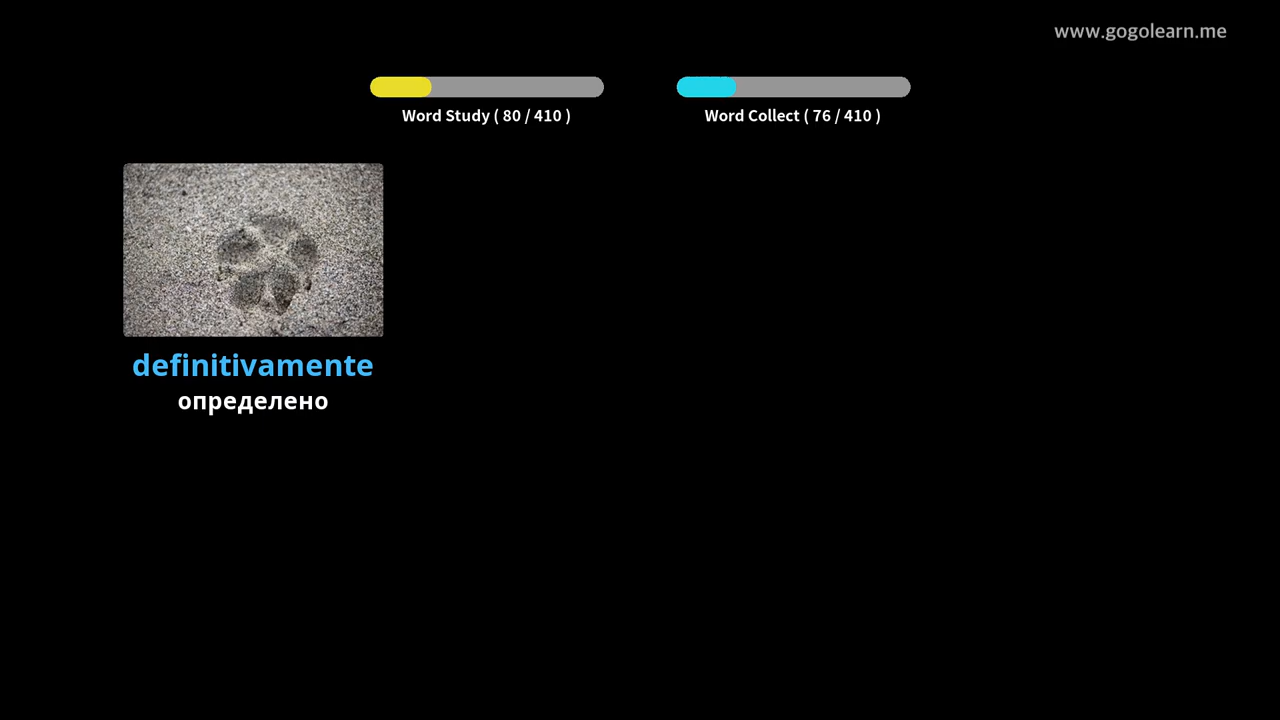 www.gogolearn.me
Word Study ( 80 / 410 )
Word Collect ( 76 / 410 )
definitivamente
определено